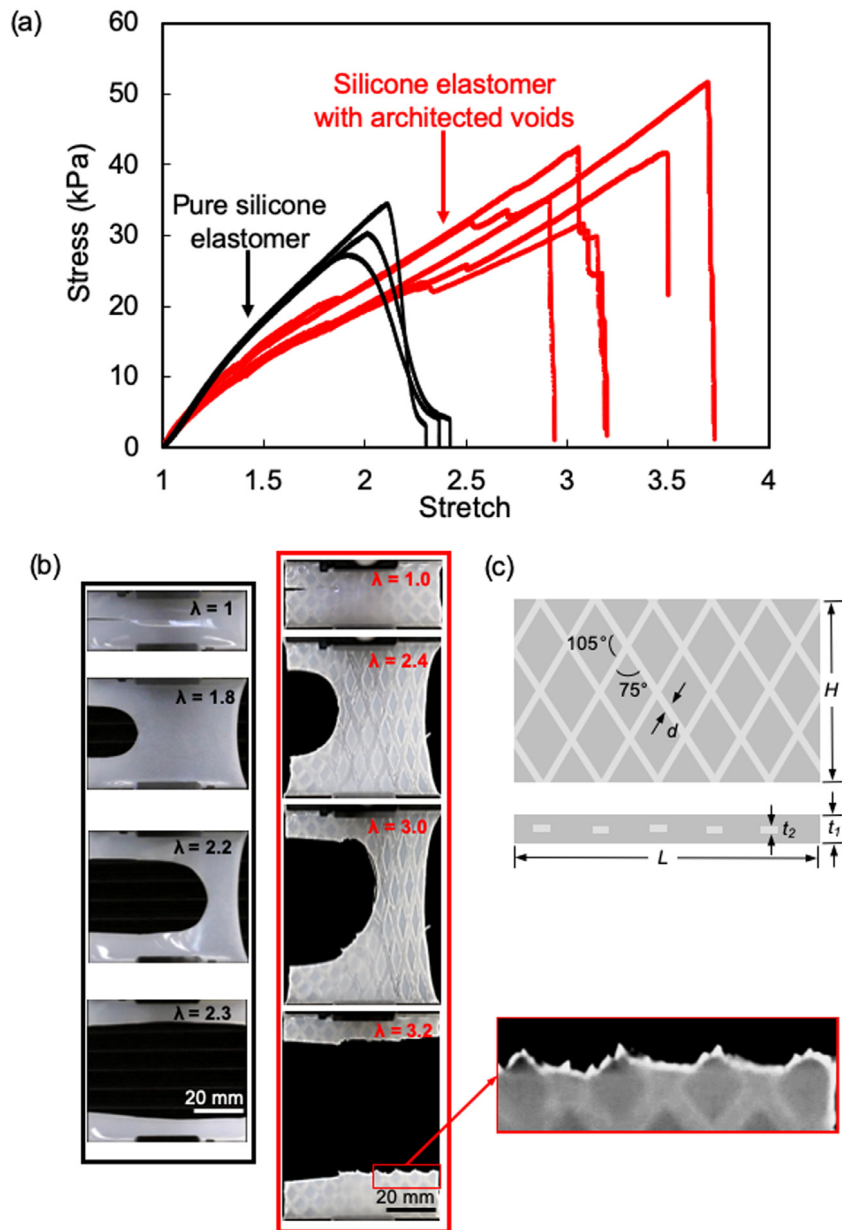 (a)
60
50
40
30
20
10
0
Stress (kPa)
Silicone elastomer
with architected voids
Pure silicone
elastomer
1
1.5
2
2.5
3
3.5
4
Stretch
(b)
λ = 1
λ = 1.8
λ = 2.2
λ = 2.3
20 mm
λ = 1.0
λ = 2.4
λ = 3.0
λ = 3.2
20 mm
(c)
105°
75°
d
H
t2
t1
L